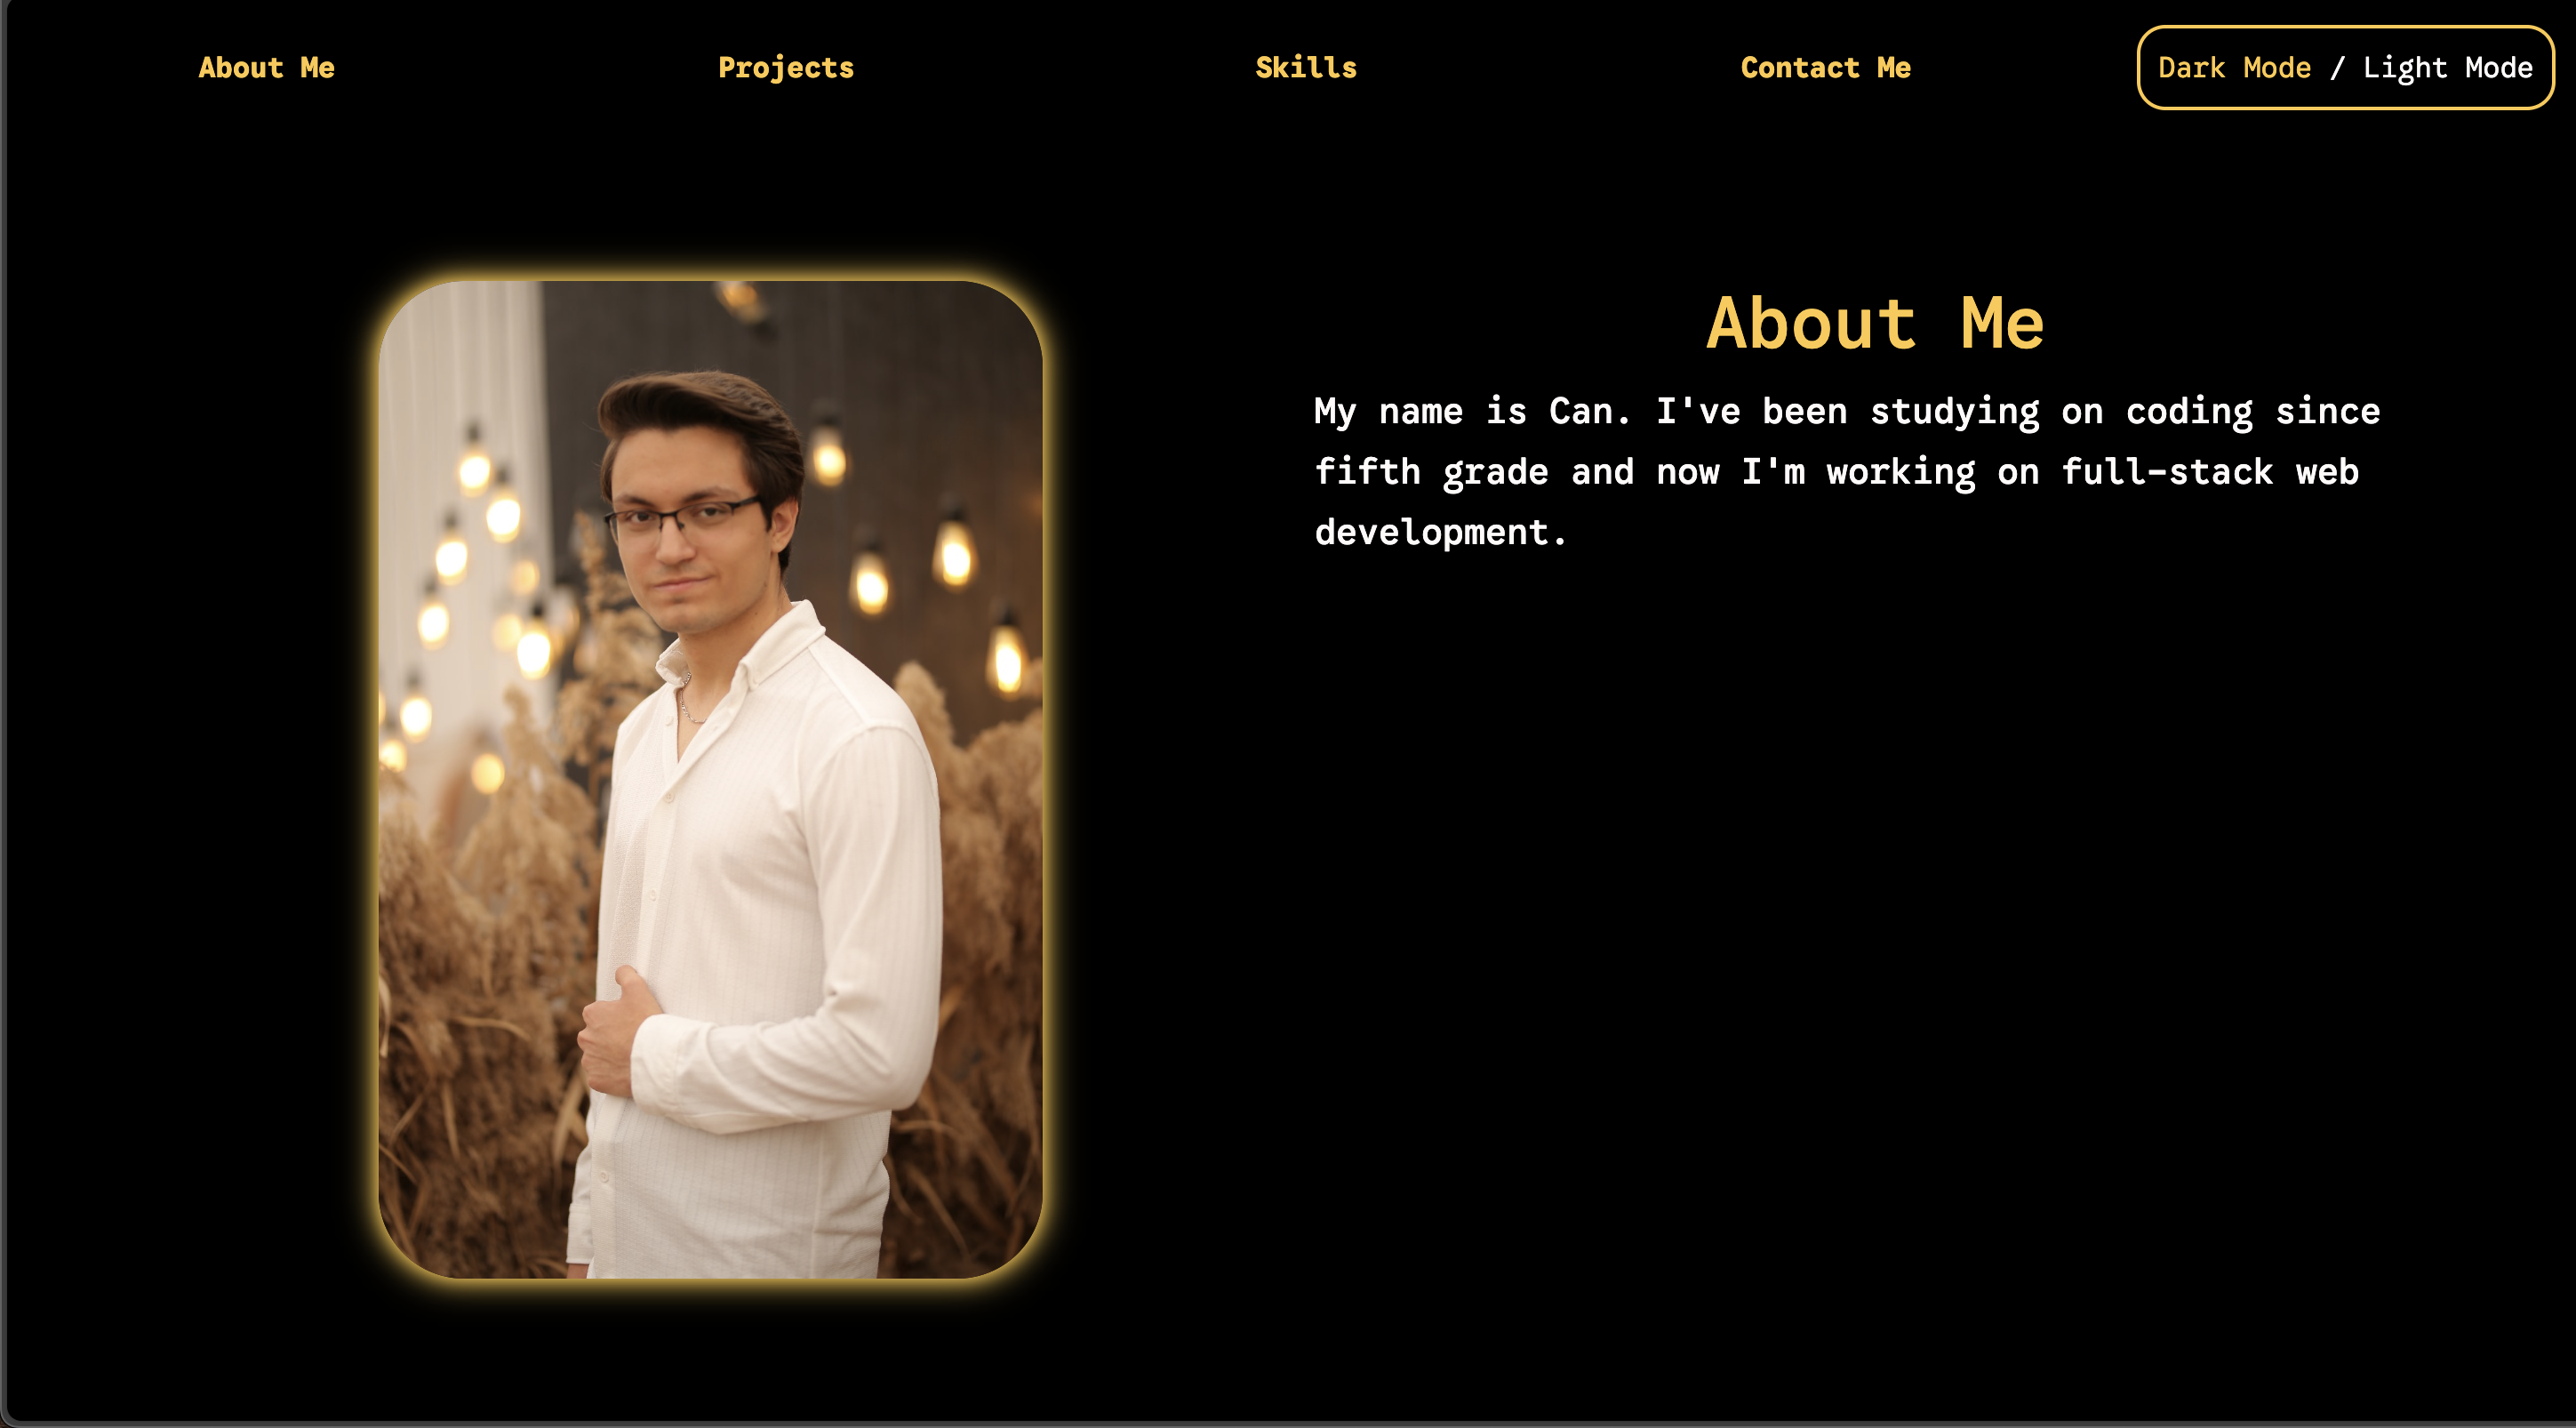 About Me Projects Skills Contact Me Dark Mode / Light Mode
About Me
My name is Can. I've been studying on coding since
fifth grade and now I'm working on full-stack web
development.